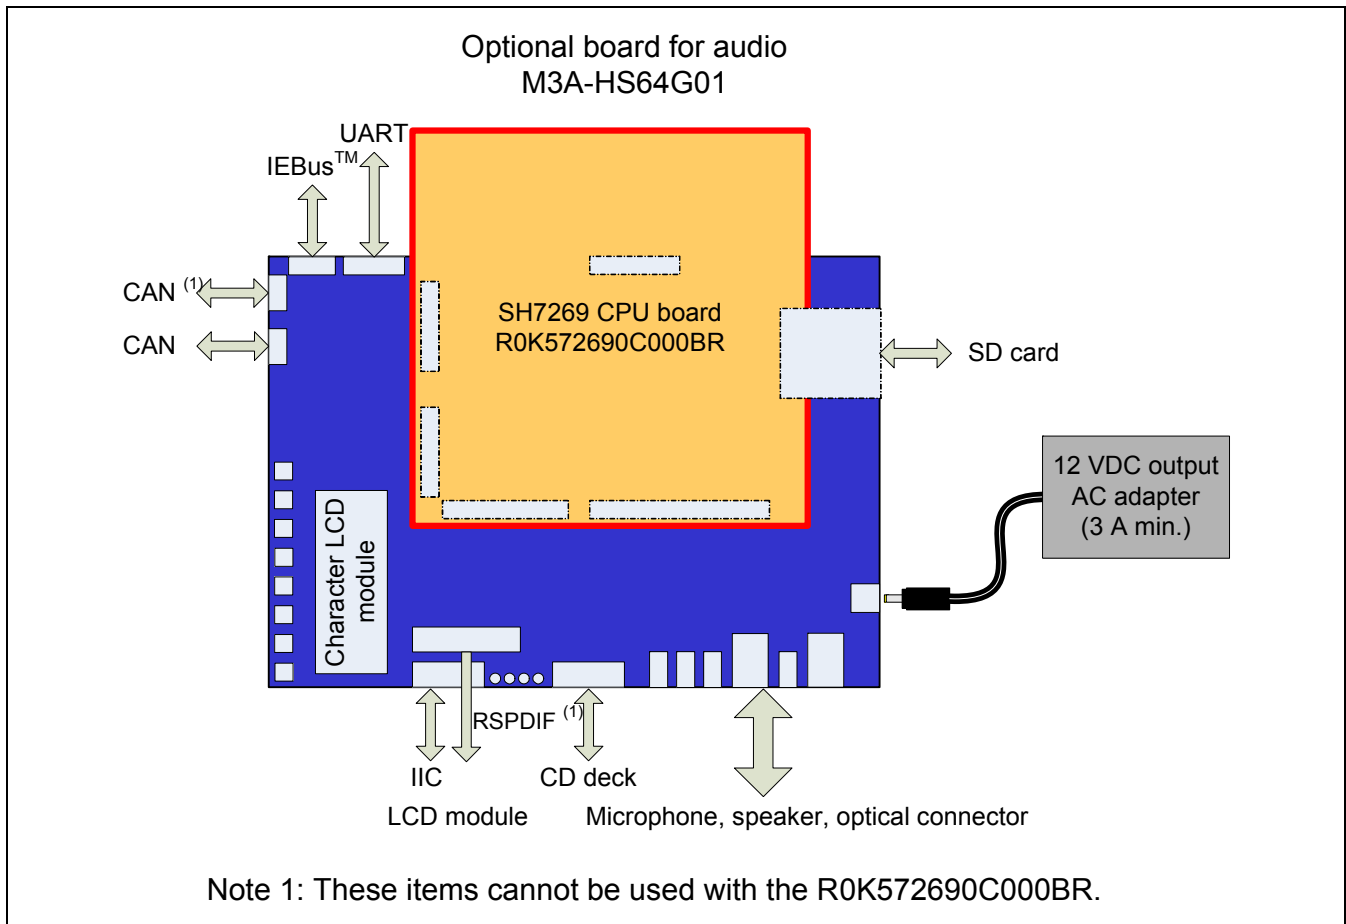 Optional board for audio
M3A-HS64G01
UART
IEBus™
CAN (1)
CAN
SH7269 CPU board
R0K572690C000BR
SD card
12 VDC output
AC adapter
(3 A min.)
Character LCD
module
RSPDIF (1)
IIC
CD deck
LCD module
Microphone, speaker, optical connector
Note 1: These items cannot be used with the R0K572690C000BR.